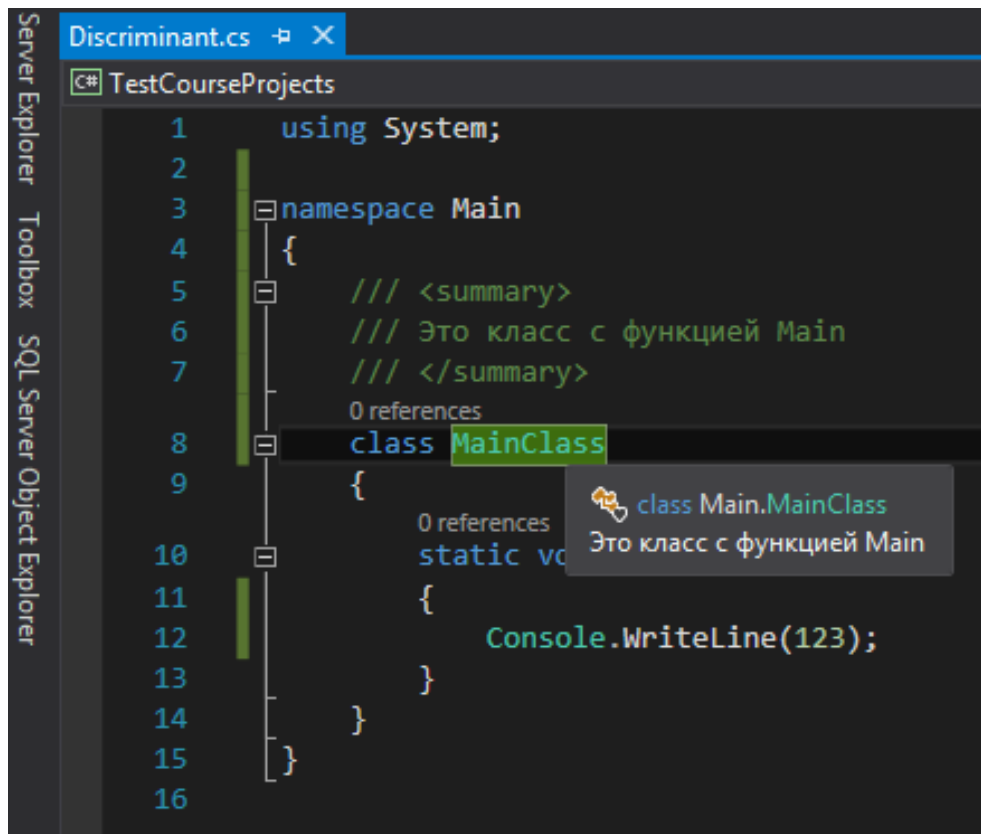 Server Explorer
Toolbox
SQL Server Object Explorer
Discriminant.cs
C# TestCourseProjects
1 using System;
2
3 namespace Main
4 {
5 /// <summary>
6 /// Это класс с функцией Main
7 /// </summary>
0 references
8 class MainClass
9 {
class Main.MainClass
Это класс с функцией Main
0 references
10 static
11 {
12 Console.WriteLine(123);
13 }
14 }
15 }
16